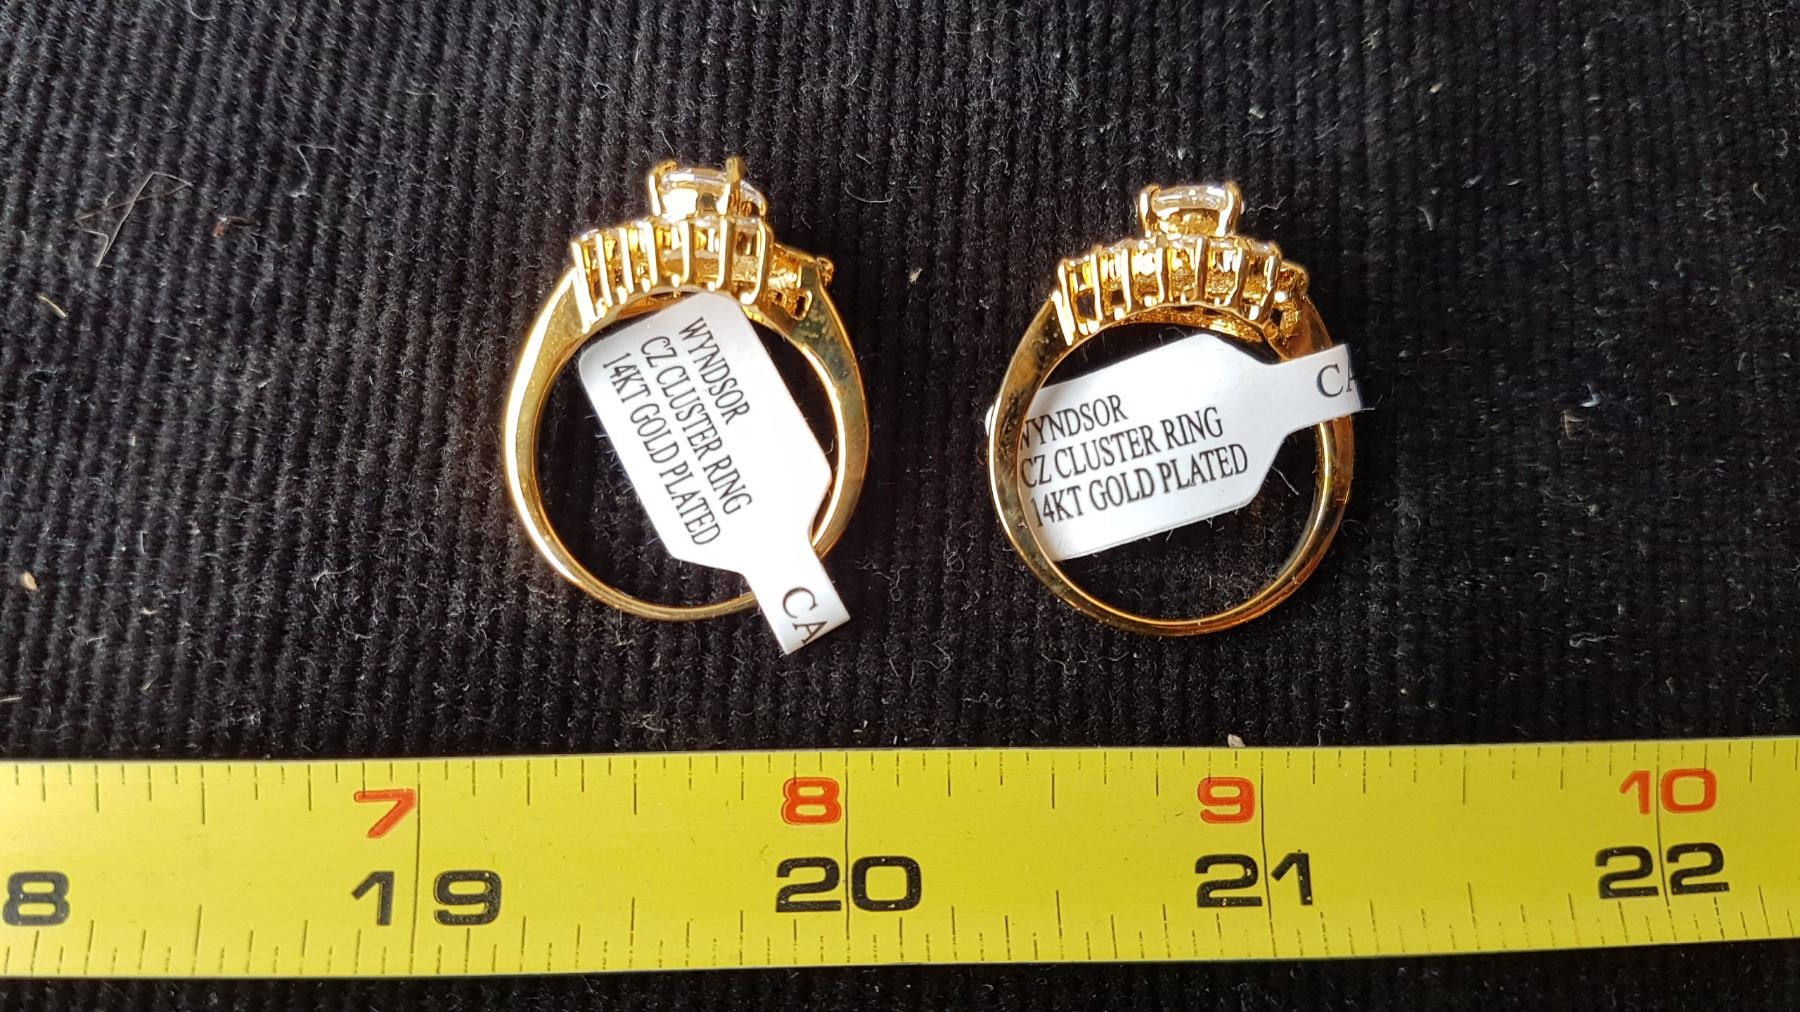 WYNDSOR
CZ CLUSTER RING
14KT GOLD PLATED
CA
WYNDSOR
CZ CLUSTER RING
14KT GOLD PLATED
CA
7 8 9 10
8 19 20 21 22